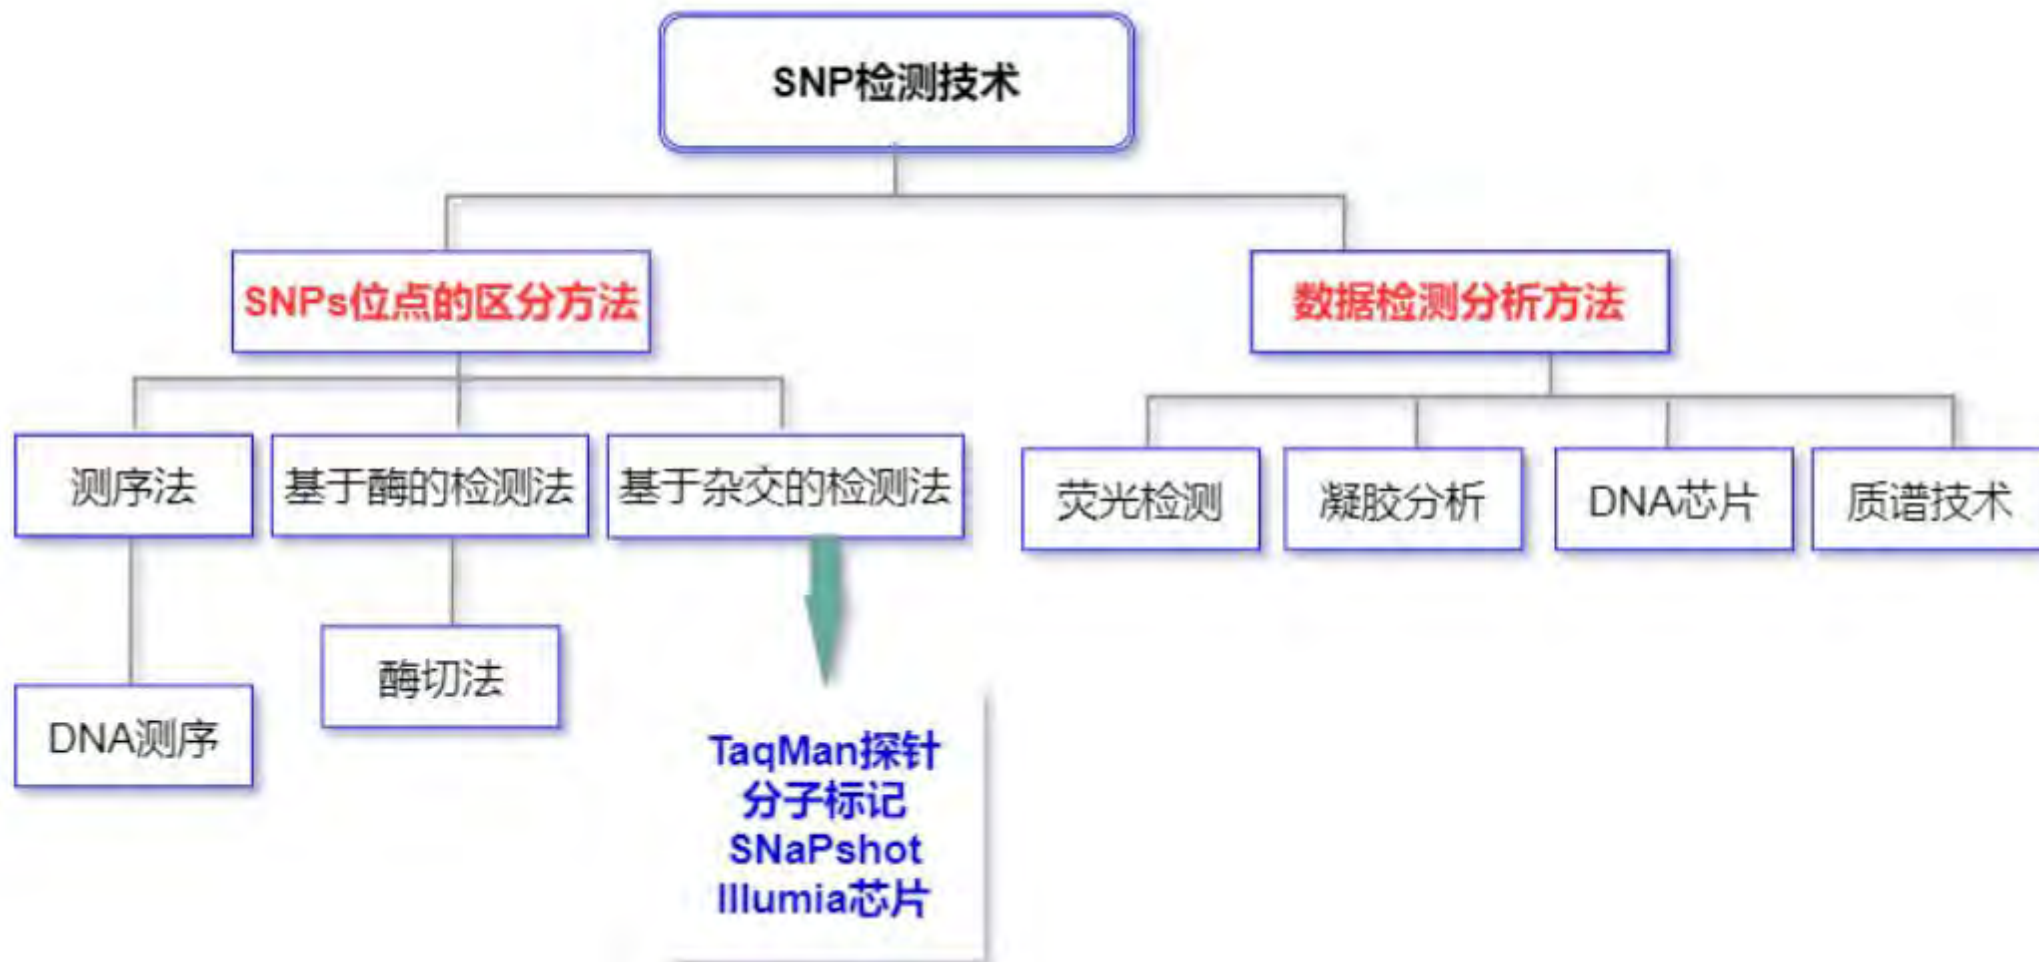 SNP检测技术
SNPs位点的区分方法
数据检测分析方法
测序法
基于酶的检测法
基于杂交的检测法
荧光检测
凝胶分析
DNA芯片
质谱技术
酶切法
DNA测序
TaqMan探针
分子标记
SNaPshot
Illumia芯片